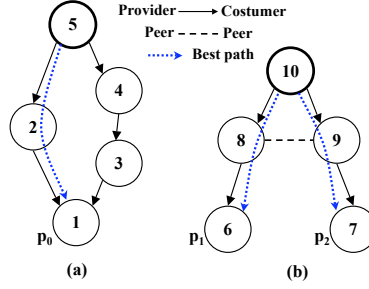 Provider Costumer
Peer Peer
Best path
5
4
2
3
1
p0
(a)
10
8
9
6
7
p1
p2
(b)